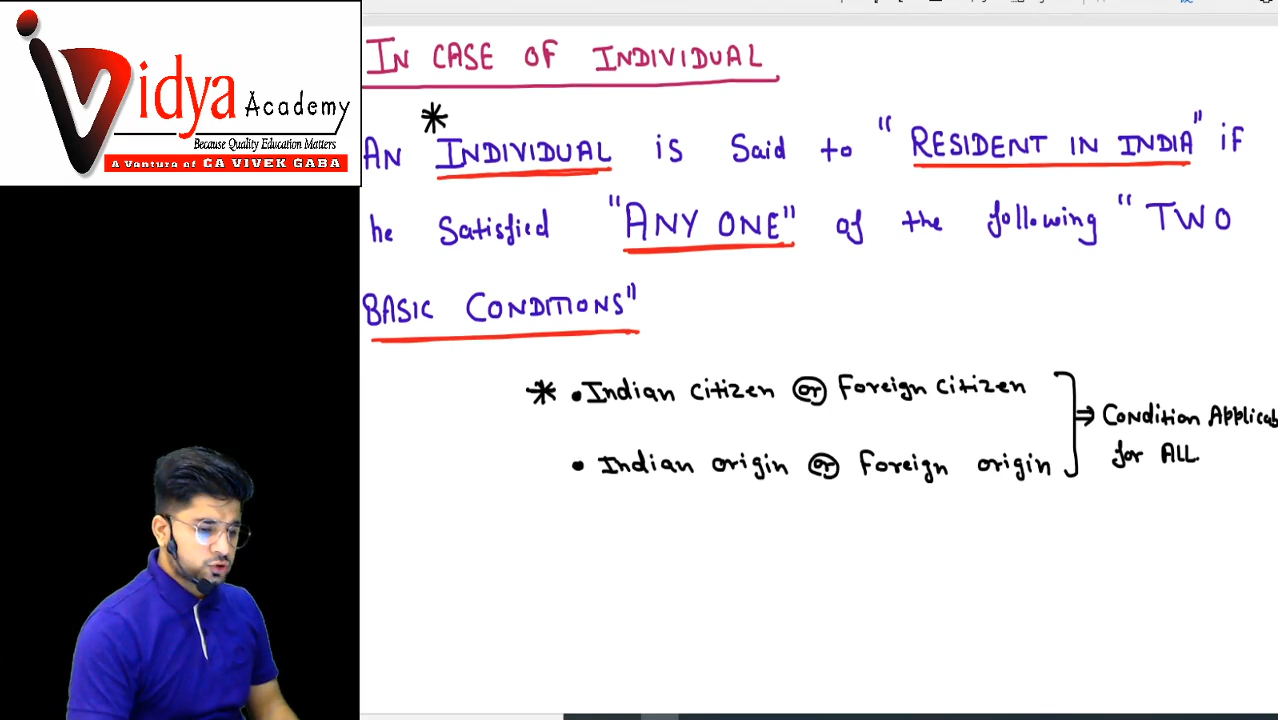 Vidya Academy
Because Quality Education Matters
A Ventura of CA VIVEK GABA
IN CASE OF INDIVIDUAL
*
AN INDIVIDUAL is Said to "RESIDENT IN INDIA" if
he Satisfied "ANY ONE" of the following "TWO
BASIC CONDITIONS"
* • Indian citizen or Foreign citizen
⇒ Condition Applicab
• Indian origin or Foreign origin
for ALL